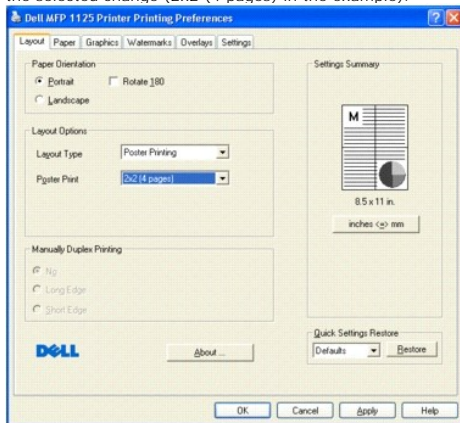 the selected change (2x2 (4 pages) in the example).
Dell MFP 1125 Printer Printing Preferences
Layout Paper Graphics Watermarks Overlays Settings
Paper Orientation
Portrait
Rotate 180
Landscape
Layout Options
Layout Type
Poster Printing
Poster Print
2x2 (4 pages)
Manually Duplex Printing
No
Long Edge
Short Edge
DELL
About ...
Settings Summary
M
8.5 x 11 in.
inches <=> mm
Quick Settings Restore
Defaults
Restore
OK
Cancel
Apply
Help